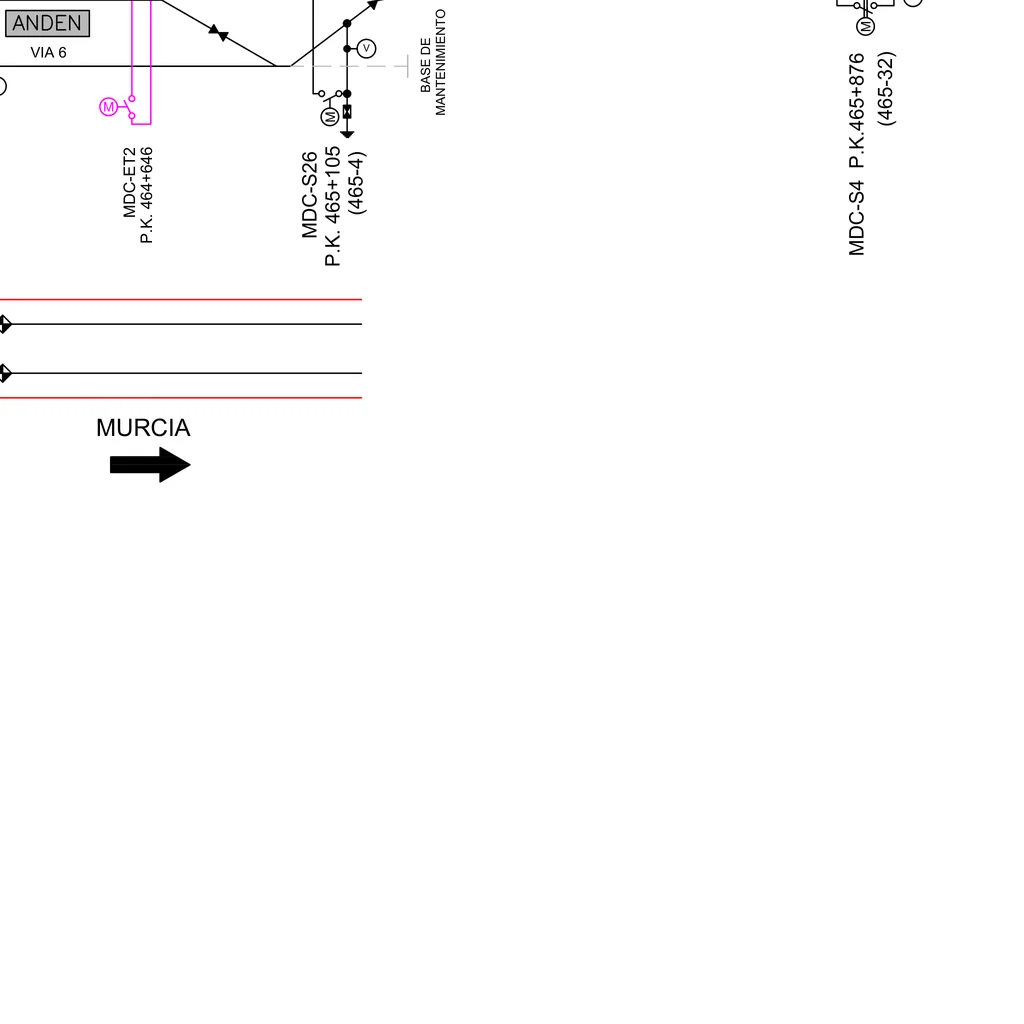 ANDEN
VIA 6
M
MDC-ET2
P.K. 464+646
V
M
MDC-S26
P.K. 465+105
(465-4)
BASE DE
MANTENIMIENTO
M
MDC-S4 P.K.465+876
(465-32)
MURCIA